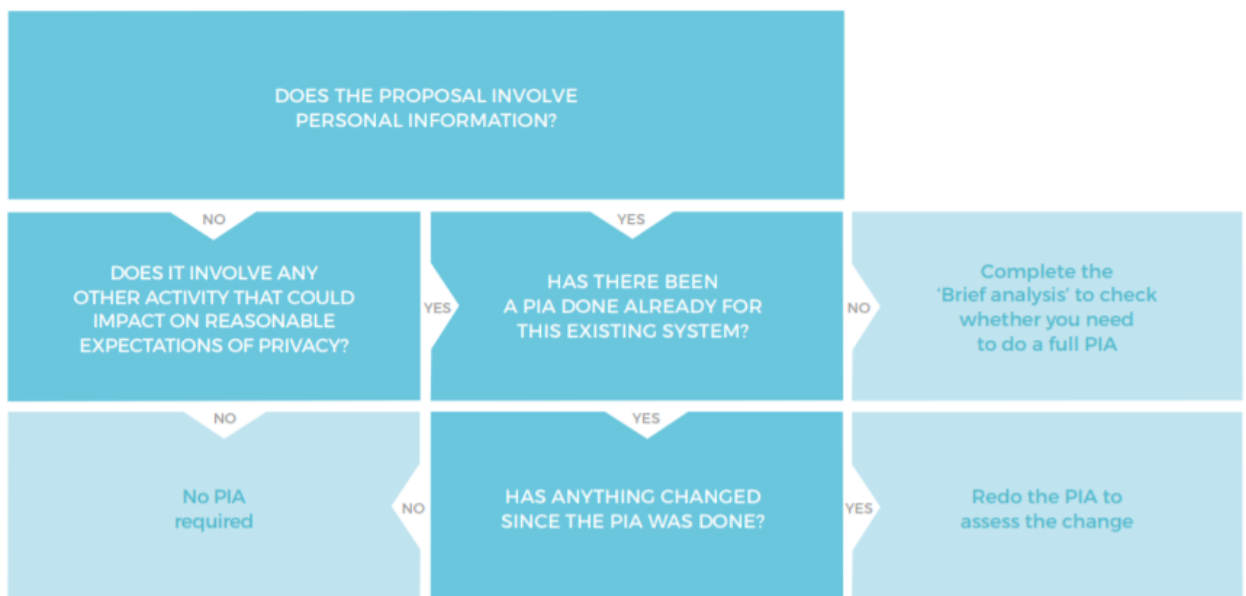 DOES THE PROPOSAL INVOLVE
PERSONAL INFORMATION?
NO
YES
DOES IT INVOLVE ANY
OTHER ACTIVITY THAT COULD
IMPACT ON REASONABLE
EXPECTATIONS OF PRIVACY?
YES
HAS THERE BEEN
A PIA DONE ALREADY FOR
THIS EXISTING SYSTEM?
NO
Complete the
‘Brief analysis’ to check
whether you need
to do a full PIA
NO
YES
No PIA
required
NO
HAS ANYTHING CHANGED
SINCE THE PIA WAS DONE?
YES
Redo the PIA to
assess the change